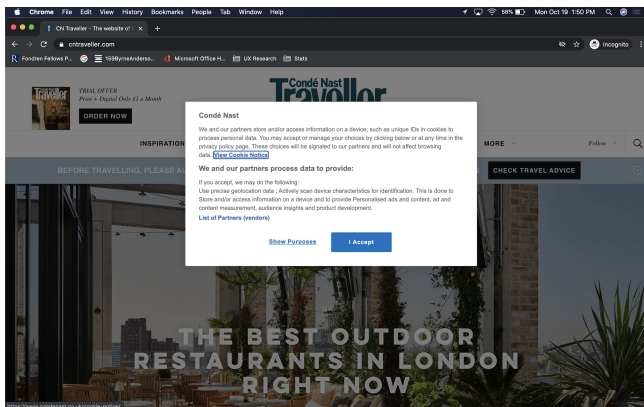 Chrome File Edit View History Bookmarks People Tab Window Help
58% Mon Oct 19 1:50 PM
CN Traveller - The website of
cntraveller.com
Incognito
Fondren Fellows P...
159ByrneAnderso...
Microsoft Office H...
UX Research
Stats
TRIAL OFFER
Print + Digital Only £1 a Month
ORDER NOW
Condé Nast
Traveller
INSPIRATION
MORE
Follow
BEFORE TRAVELLING, PLEASE
CHECK TRAVEL ADVICE
Condé Nast
We and our partners store and/or access information on a device, such as unique IDs in cookies to
process personal data. You may accept or manage your choices by clicking below or at any time in the
privacy policy page. These choices will be signaled to our partners and will not affect browsing
data. View Cookie Notice
We and our partners process data to provide:
If you accept, we may do the following:
Use precise geolocation data ; Actively scan device characteristics for identification. This is done to
Store and/or access information on a device and to provide Personalised ads and content, ad and
content measurement, audience insights and product development.
List of Partners (vendors)
Show Purposes
I Accept
THE BEST OUTDOOR
RESTAURANTS IN LONDON
RIGHT NOW
https://www.condenast.co.uk/cookie-notice/